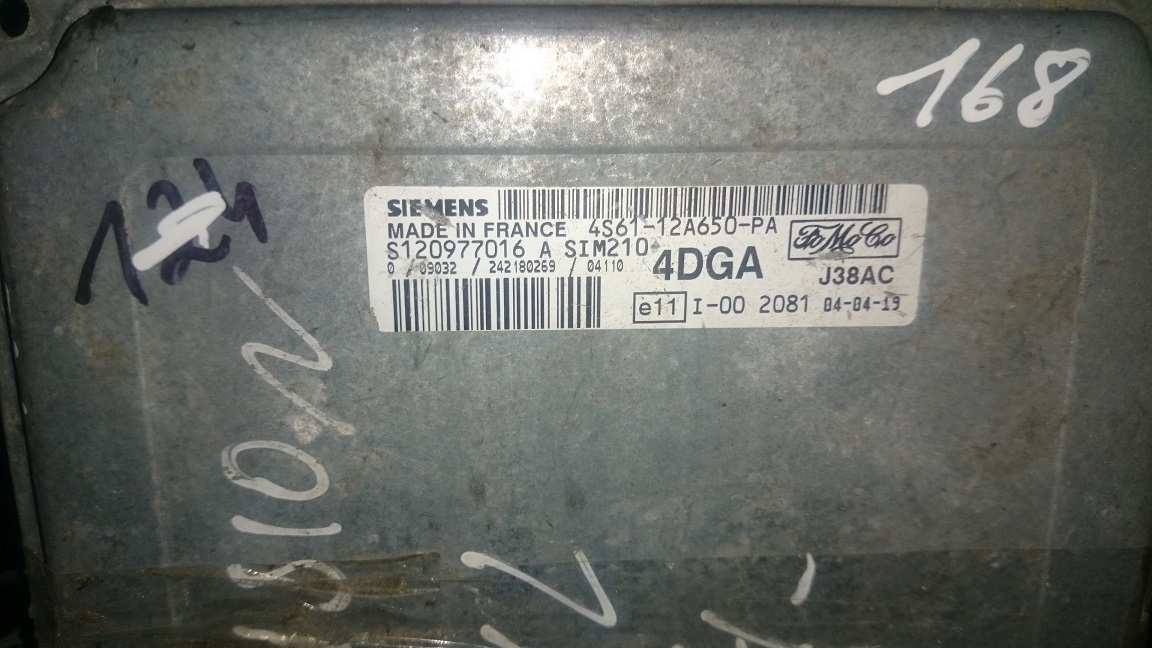 168
124
SIEMENS
MADE IN FRANCE 4S61-12A650-PA
FoMoCo
S120977016 A SIM210
0 / 09032 / 242180269 / 04110
4DGA
J38AC
e11 I-00 2081 04-04-19